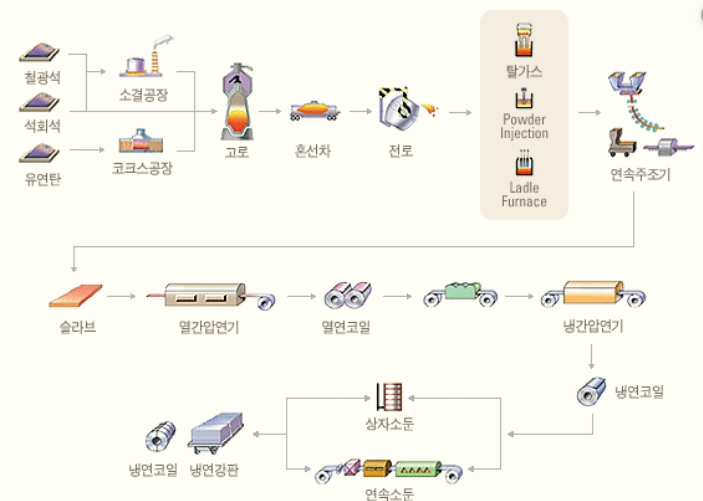 철광석
소결공장
석회석
유연탄
코크스공장
고로
혼선차
전로
탈가스
Powder
Injection
Ladle
Furnace
연속주조기
슬라브
열간압연기
열연코일
냉간압연기
냉연코일
상자소둔
냉연코일
냉연강판
연속소둔